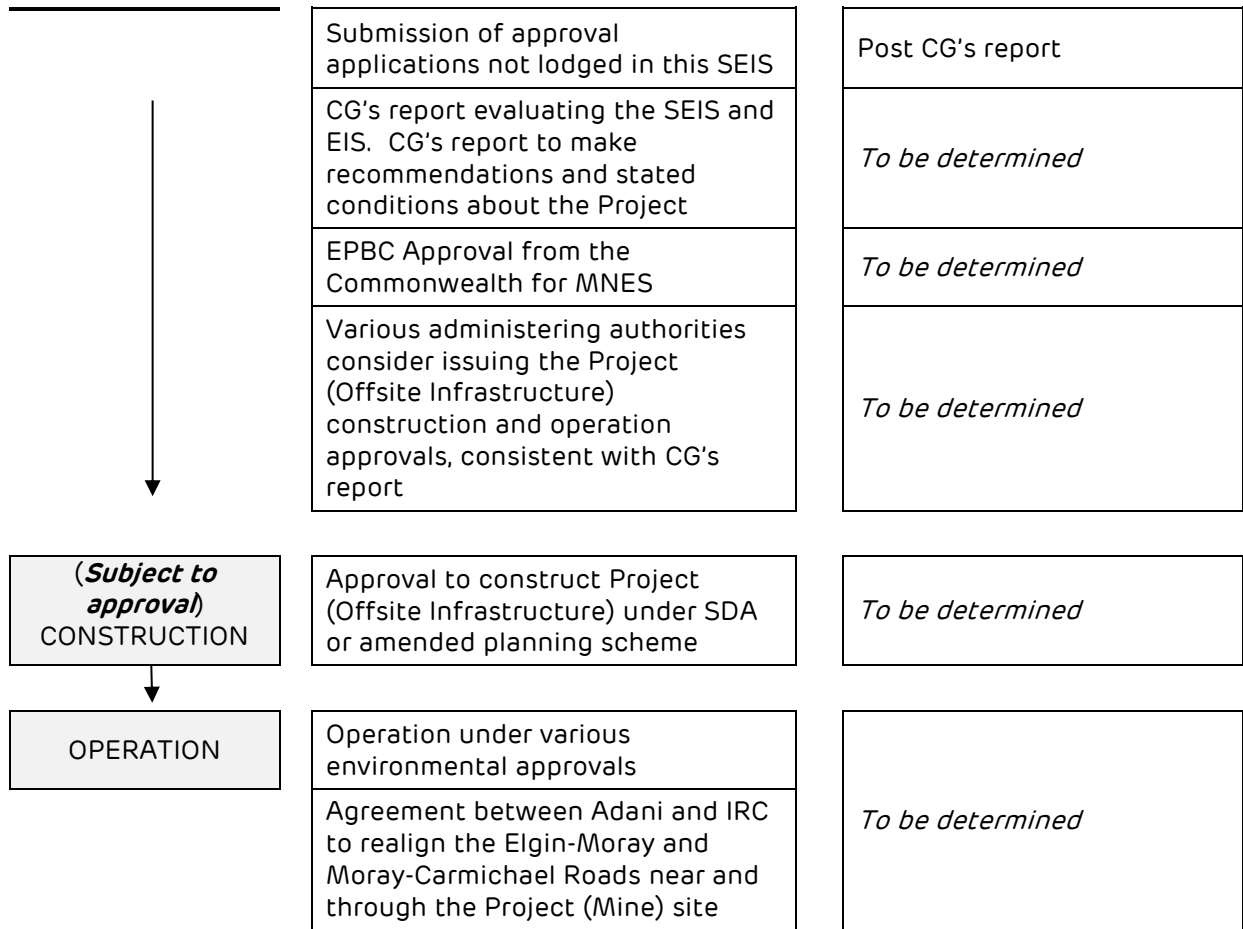 Submission of approval
applications not lodged in this SEIS
Post CG's report
CG's report evaluating the SEIS and
EIS.  CG's report to make
recommendations and stated
conditions about the Project
To be determined
EPBC Approval from the
Commonwealth for MNES
To be determined
Various administering authorities
consider issuing the Project
(Offsite Infrastructure)
construction and operation
approvals, consistent with CG's
report
To be determined
(Subject to
approval)
CONSTRUCTION
Approval to construct Project
(Offsite Infrastructure) under SDA
or amended planning scheme
To be determined
OPERATION
Operation under various
environmental approvals
Agreement between Adani and IRC
to realign the Elgin-Moray and
Moray-Carmichael Roads near and
through the Project (Mine) site
To be determined